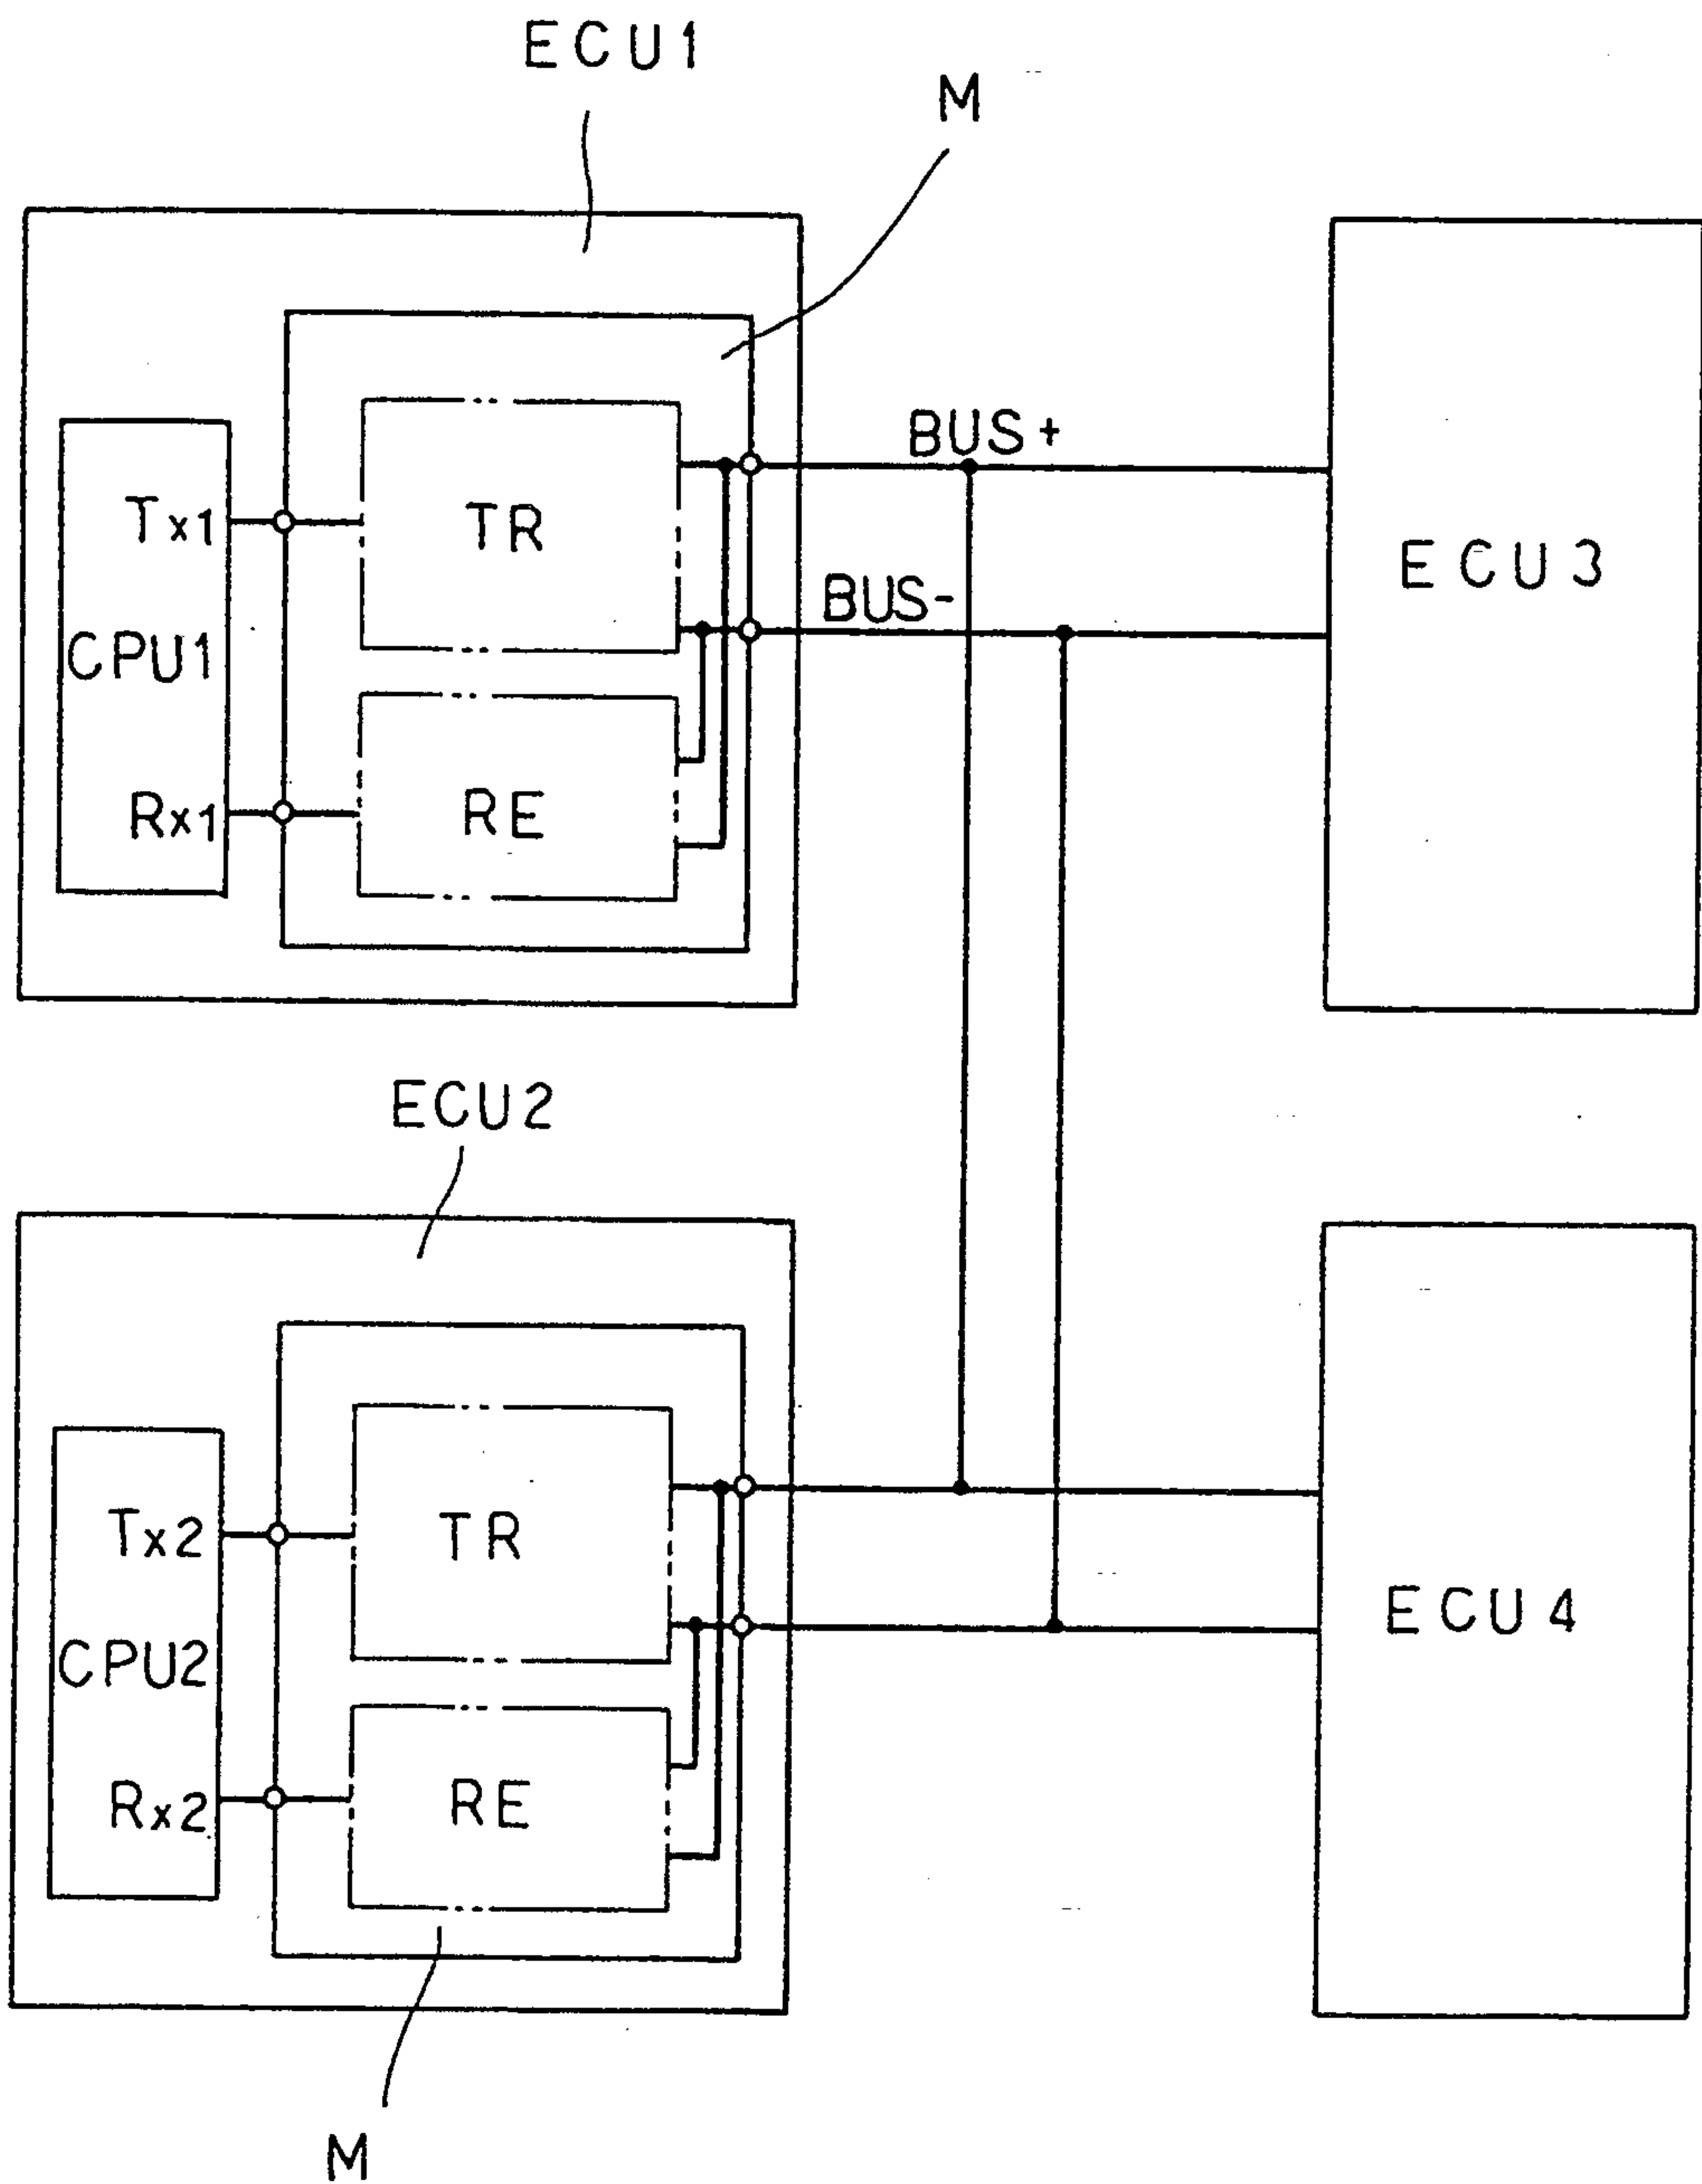 ECU1
M
BUS+
Tx1
TR
ECU3
BUS-
CPU1
Rx1
RE
ECU2
Tx2
TR
ECU4
CPU2
Rx2
RE
M